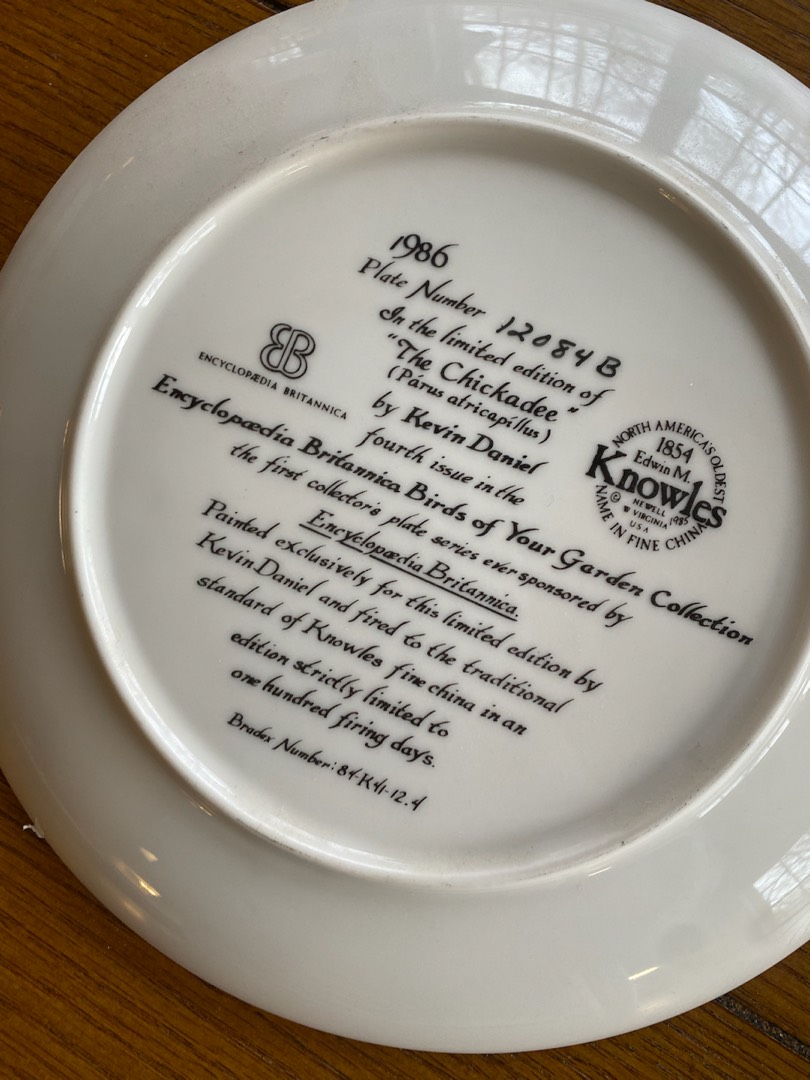 1986
Plate Number 12084 B
In the limited edition of
"The Chickadee"
(Parus atricapillus)
by Kevin Daniel
fourth issue in the
Encyclopædia Britannica Birds of Your Garden Collection
the first collector's plate series ever sponsored by
Encyclopædia Britannica.
Painted exclusively for this limited edition by
Kevin Daniel and fired to the traditional
standard of Knowles fine china in an
edition strictly limited to
one hundred firing days.
Bradex Number: 84-K41-12.4
EB
ENCYCLOPÆDIA BRITANNICA
NORTH AMERICA'S OLDEST
1854
Edwin M.
Knowles
© NEWELL
W VIRGINIA 1985
USA
NAME IN FINE CHINA